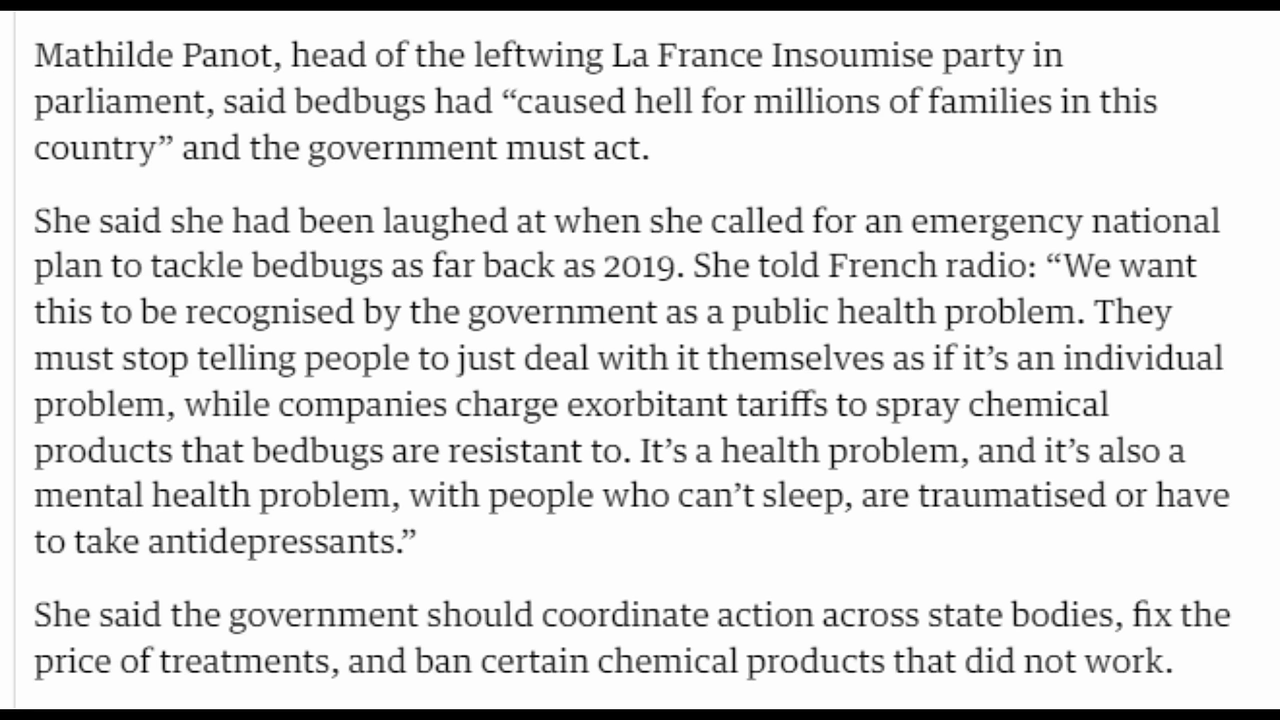 Mathilde Panot, head of the leftwing La France Insoumise party in
parliament, said bedbugs had “caused hell for millions of families in this
country” and the government must act.
She said she had been laughed at when she called for an emergency national
plan to tackle bedbugs as far back as 2019. She told French radio: “We want
this to be recognised by the government as a public health problem. They
must stop telling people to just deal with it themselves as if it’s an individual
problem, while companies charge exorbitant tariffs to spray chemical
products that bedbugs are resistant to. It’s a health problem, and it’s also a
mental health problem, with people who can’t sleep, are traumatised or have
to take antidepressants.”
She said the government should coordinate action across state bodies, fix the
price of treatments, and ban certain chemical products that did not work.